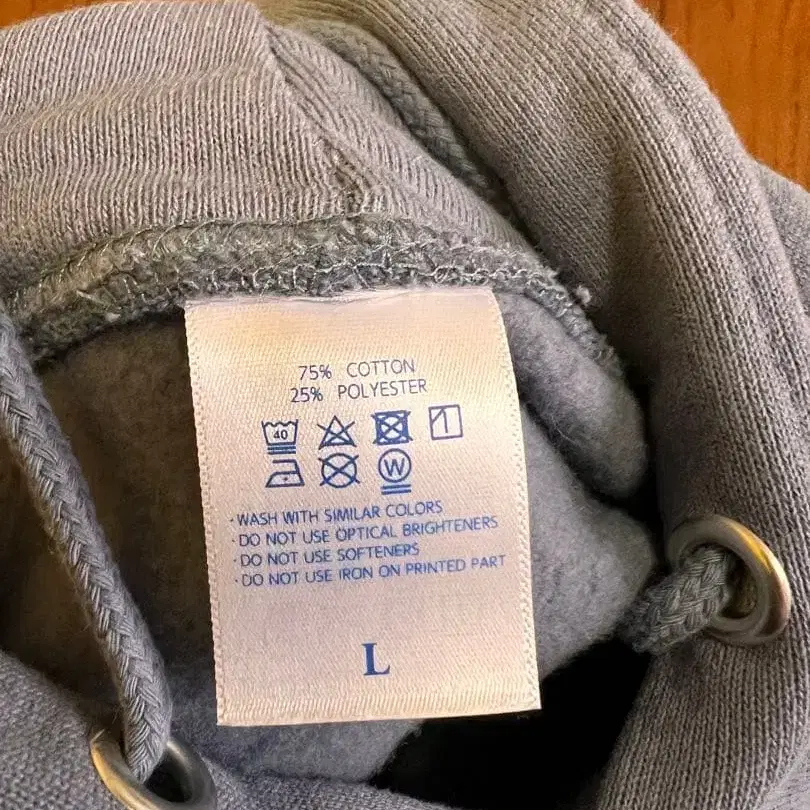 75% COTTON
25% POLYESTER
40
W
· WASH WITH SIMILAR COLORS
· DO NOT USE OPTICAL BRIGHTENERS
· DO NOT USE SOFTENERS
· DO NOT USE IRON ON PRINTED PART
L